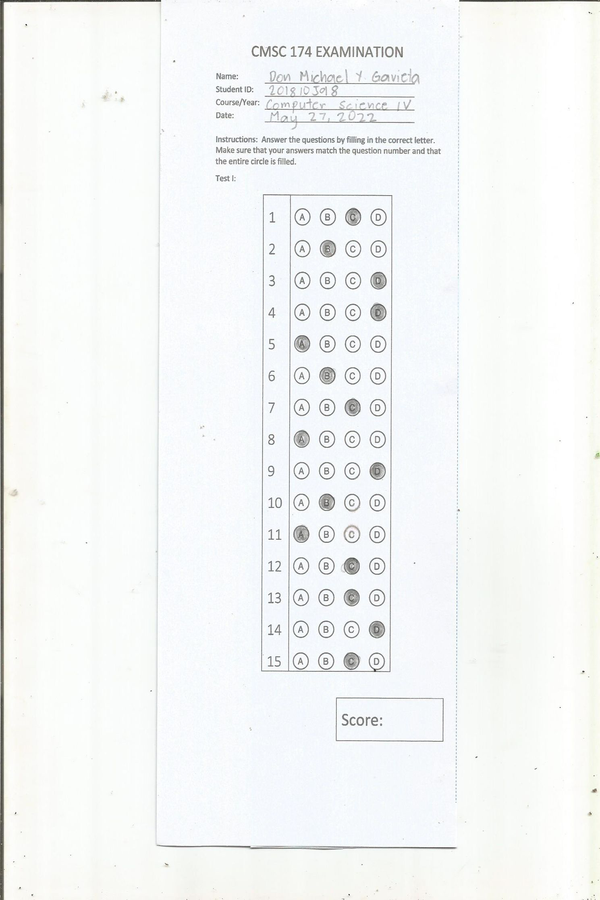 CMSC 174 EXAMINATION
Name: Don Michael Y. Gaviola
Student ID: 201810398
Course/Year: Computer Science IV
Date: May 27, 2022
Instructions: Answer the questions by filling in the correct letter.
Make sure that your answers match the question number and that
the entire circle is filled.
Test I:
1 A B C D
2 A B C D
3 A B C D
4 A B C D
5 A B C D
6 A B C D
7 A B C D
8 A B C D
9 A B C D
10 A B C D
11 A B C D
12 A B C D
13 A B C D
14 A B C D
15 A B C D
Score: